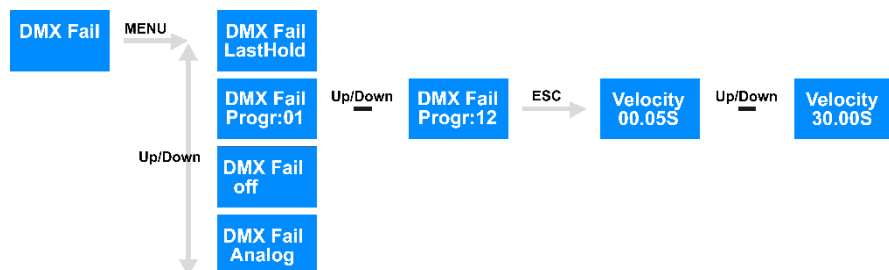 DMX Fail
MENU
DMX Fail
LastHold
DMX Fail
Progr:01
Up/Down
DMX Fail
Progr:12
ESC
Velocity
00.05S
Up/Down
Velocity
30.00S
Up/Down
DMX Fail
off
DMX Fail
Analog